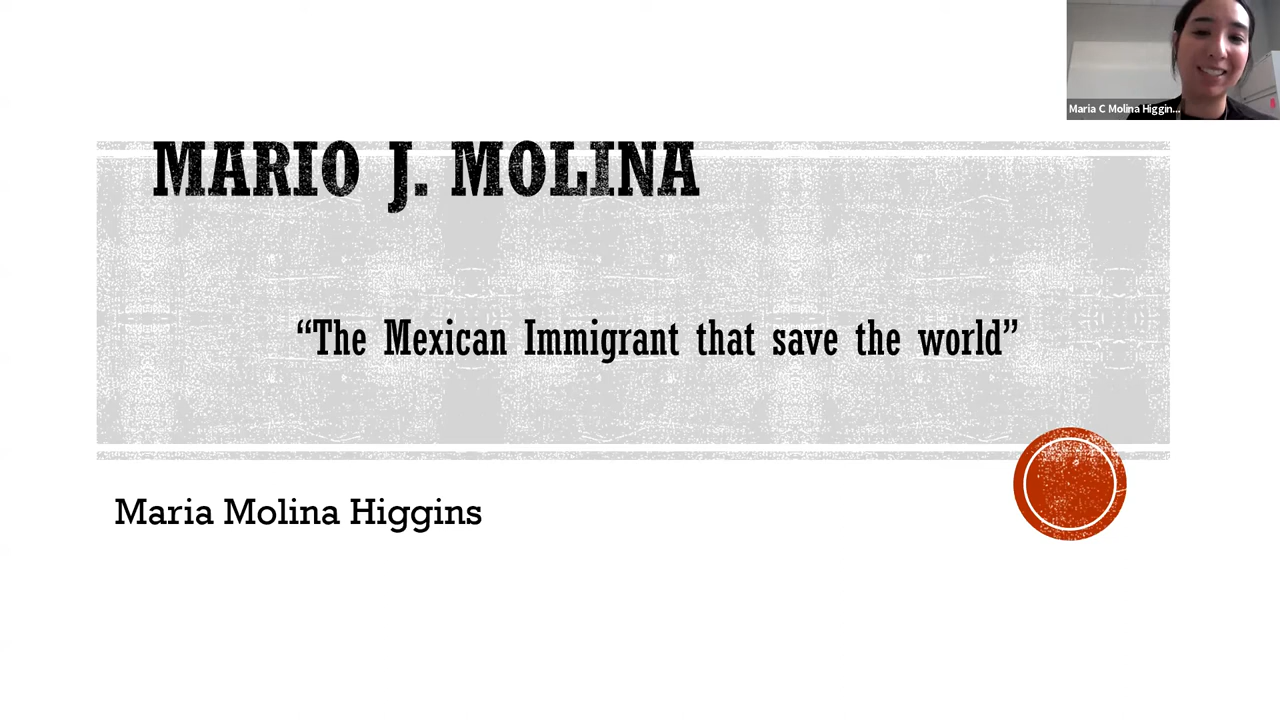 Maria C Molina Higgin...
MARIO J. MOLINA
“The Mexican Immigrant that save the world”
Maria Molina Higgins